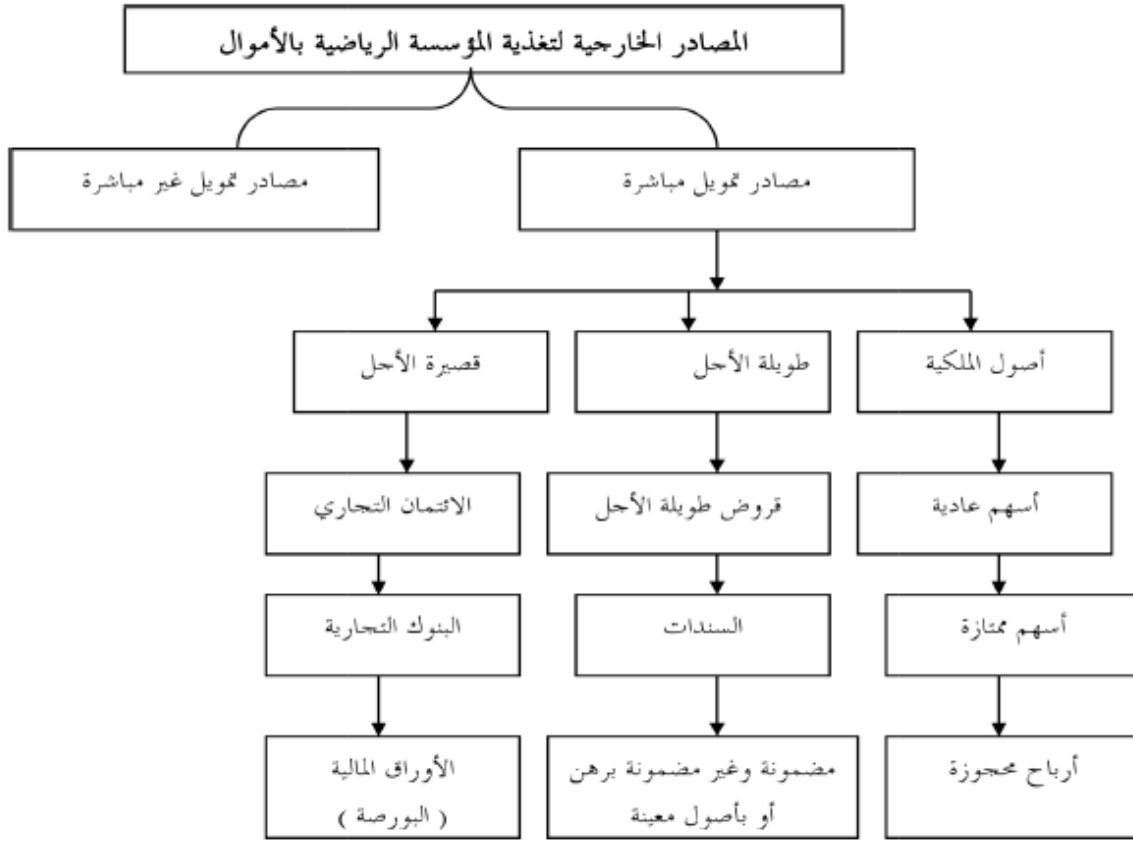 المصادر الخارجية لتغذية المؤسسة الرياضية بالأموال
مصادر تمويل مباشرة
مصادر تمويل غير مباشرة
أصول الملكية
طويلة الأجل
قصيرة الأجل
أسهم عادية
قروض طويلة الأجل
الائتمان التجاري
أسهم ممتازة
السندات
البنوك التجارية
أرباح محجوزة
مضمونة وغير مضمونة برهن
أو بأصول معينة
الأوراق المالية
( البورصة )